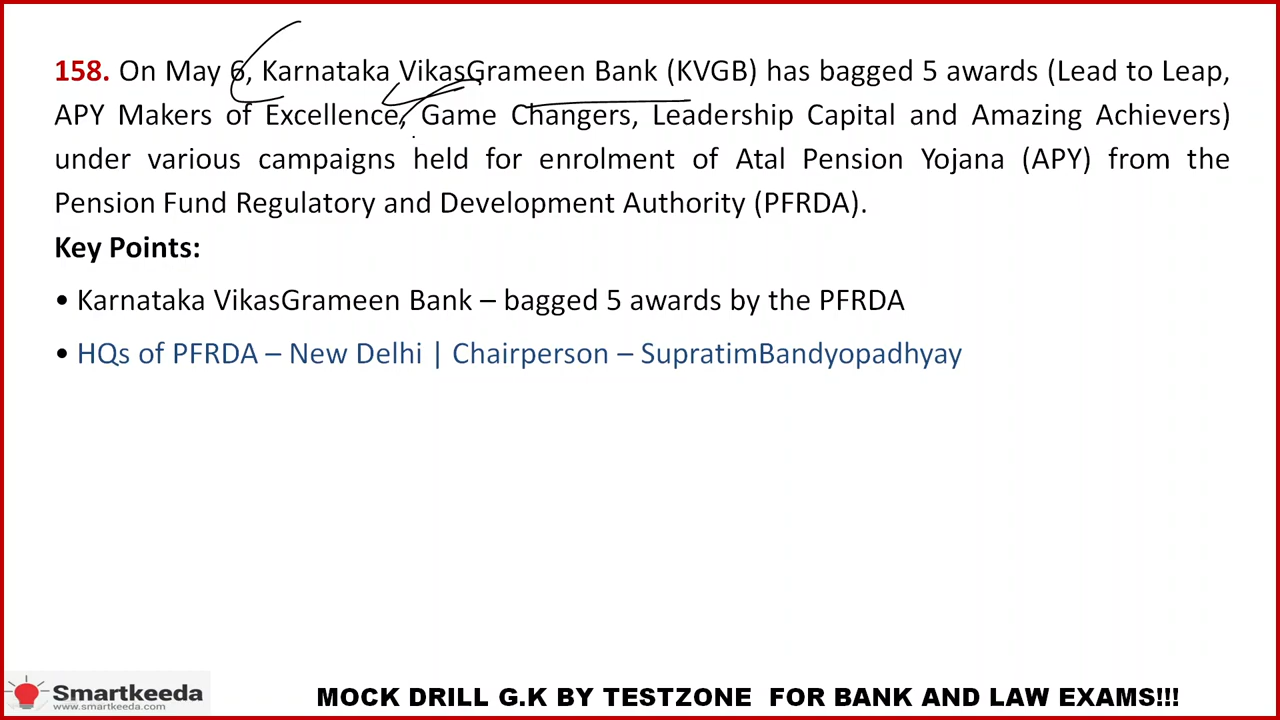 158. On May 6, Karnataka VikasGrameen Bank (KVGB) has bagged 5 awards (Lead to Leap,
APY Makers of Excellence, Game Changers, Leadership Capital and Amazing Achievers)
under various campaigns held for enrolment of Atal Pension Yojana (APY) from the
Pension Fund Regulatory and Development Authority (PFRDA).
Key Points:
• Karnataka VikasGrameen Bank – bagged 5 awards by the PFRDA
• HQs of PFRDA – New Delhi | Chairperson – SupratimBandyopadhyay
Smartkeeda
www.smartkeeda.com
MOCK DRILL G.K BY TESTZONE FOR BANK AND LAW EXAMS!!!